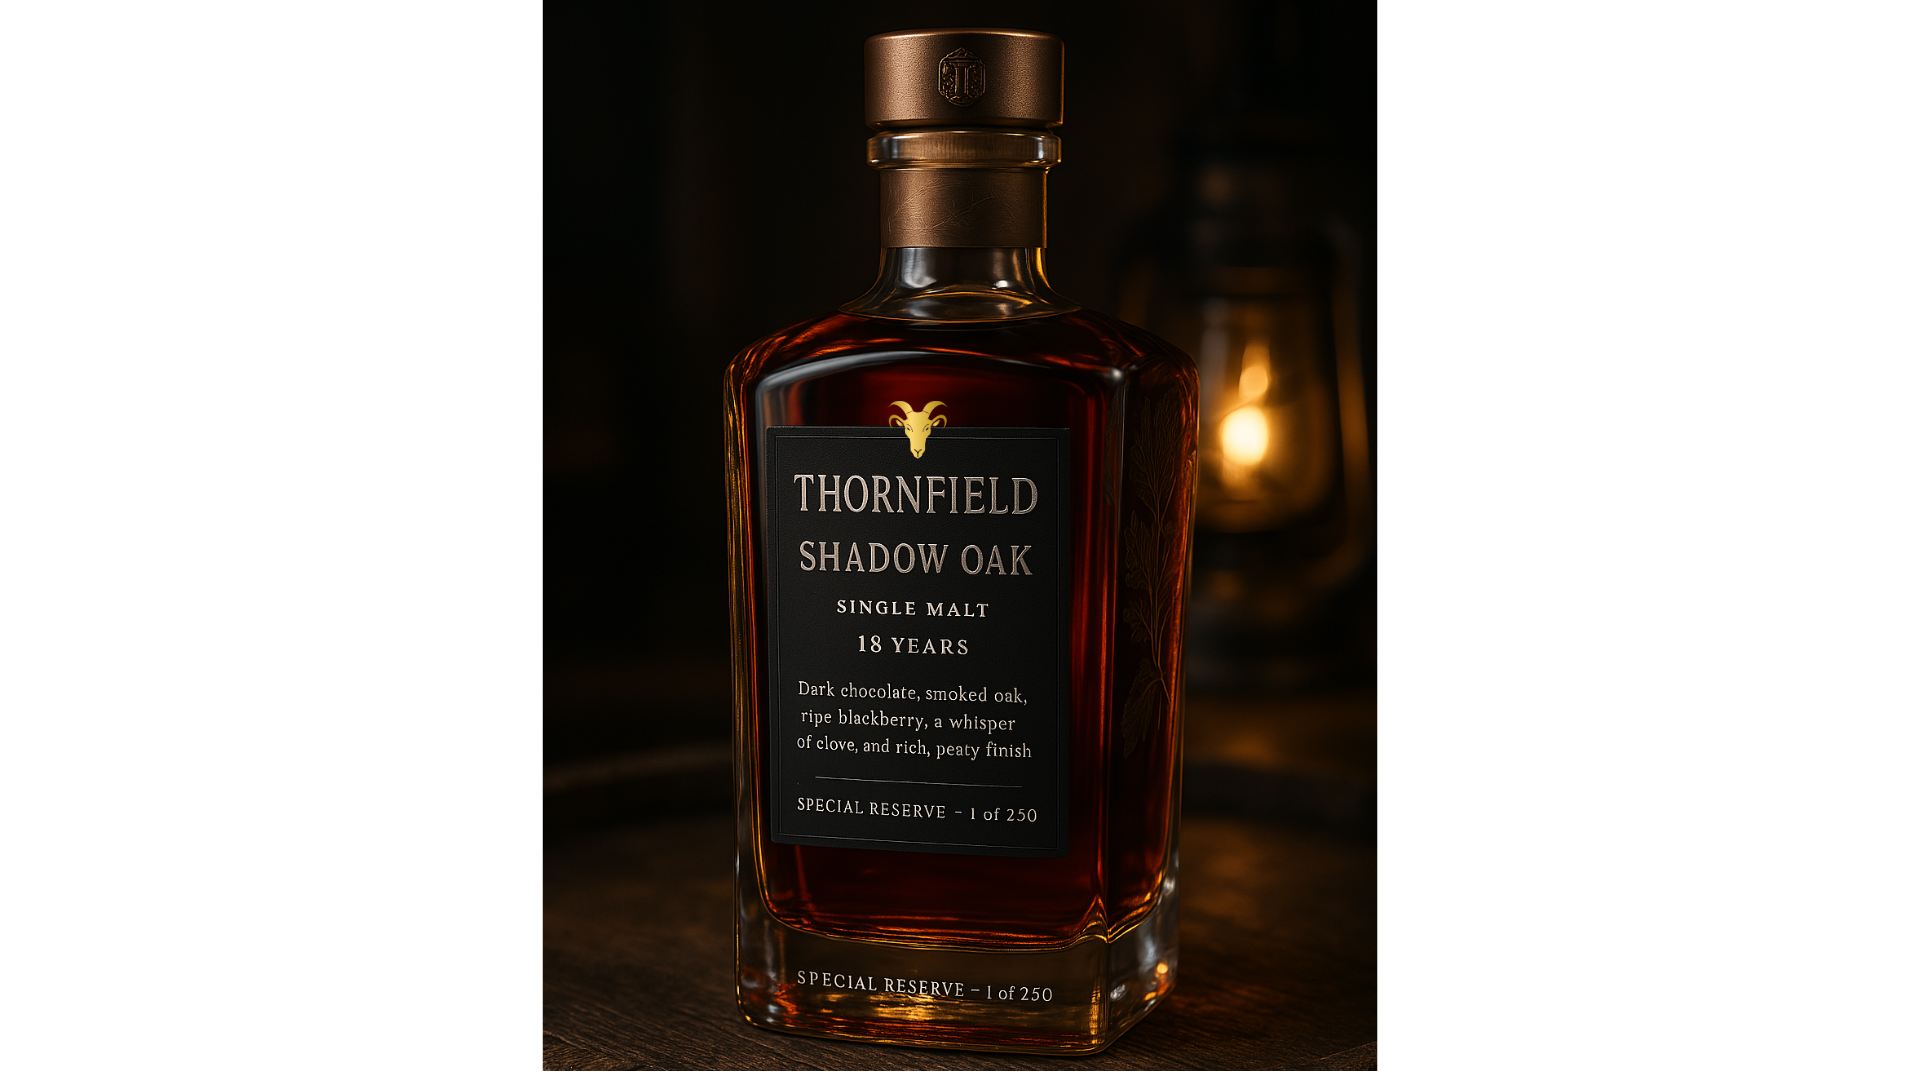 THORNFIELD
SHADOW OAK
SINGLE MALT
18 YEARS
Dark chocolate, smoked oak,
ripe blackberry, a whisper
of clove, and rich, peaty finish
SPECIAL RESERVE – 1 of 250
SPECIAL RESERVE – 1 of 250